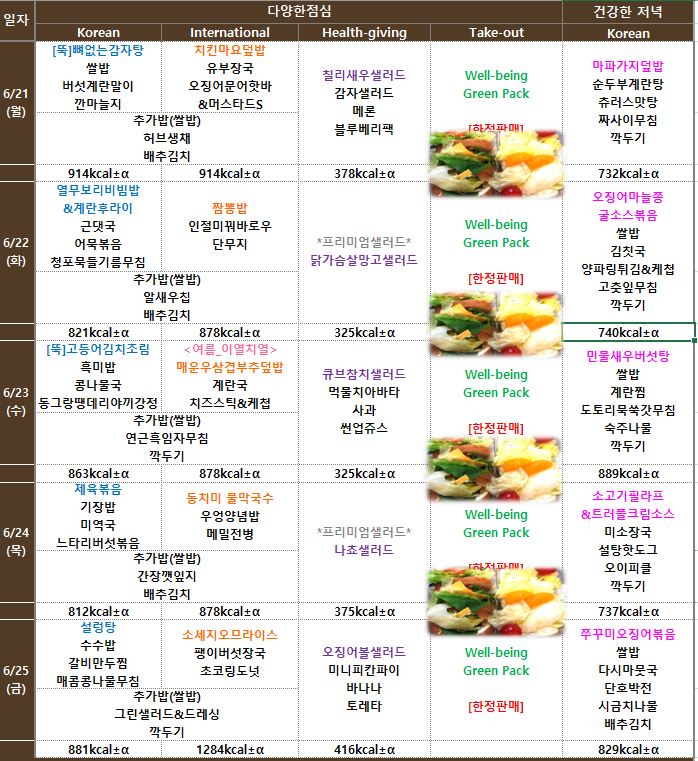 일자
다양한점심
건강한 저녁
Korean
International
Health-giving
Take-out
Korean
6/21
(월)
[뚝]뼈없는감자탕
쌀밥
버섯계란말이
깐마늘지
치킨마요덮밥
유부장국
오징어문어핫바
&머스타드S
추가밥(쌀밥)
허브생채
배추김치
칠리새우샐러드
감자샐러드
메론
블루베리팩
Well-being
Green Pack
[한정판매]
마파가지덮밥
순두부계란탕
츄러스맛탕
짜사이무침
깍두기
914kcal±α
914kcal±α
378kcal±α
732kcal±α
6/22
(화)
열무보리비빔밥
&계란후라이
근댓국
어묵볶음
청포묵들기름무침
짬뽕밥
인절미꿔바로우
단무지
추가밥(쌀밥)
알새우칩
배추김치
*프리미엄샐러드*
닭가슴살망고샐러드
Well-being
Green Pack
[한정판매]
오징어마늘쫑
굴소스볶음
쌀밥
김칫국
양파링튀김&케첩
고춧잎무침
깍두기
821kcal±α
878kcal±α
325kcal±α
740kcal±α
6/23
(수)
[뚝]고등어김치조림
흑미밥
콩나물국
동그랑땡데리야끼강정
<여름_이열치열>
매운우삼겹부추덮밥
계란국
치즈스틱&케첩
추가밥(쌀밥)
연근흑임자무침
깍두기
큐브참치샐러드
먹물치아바타
사과
썬업쥬스
Well-being
Green Pack
[한정판매]
민물새우버섯탕
쌀밥
계란찜
도토리묵쑥갓무침
숙주나물
깍두기
863kcal±α
878kcal±α
325kcal±α
889kcal±α
6/24
(목)
제육볶음
기장밥
미역국
느타리버섯볶음
동치미 물막국수
우엉양념밥
메밀전병
추가밥(쌀밥)
간장깻잎지
배추김치
*프리미엄샐러드*
나쵸샐러드
Well-being
Green Pack
[한정판매]
소고기필라프
&트러플크림소스
미소장국
설탕핫도그
오이피클
깍두기
812kcal±α
878kcal±α
375kcal±α
737kcal±α
6/25
(금)
설렁탕
수수밥
갈비만두찜
매콤콩나물무침
소세지오므라이스
팽이버섯장국
초코링도넛
추가밥(쌀밥)
그린샐러드&드레싱
깍두기
오징어볼샐러드
미니피칸파이
바나나
토레타
Well-being
Green Pack
[한정판매]
쭈꾸미오징어볶음
쌀밥
다시마뭇국
단호박전
시금치나물
배추김치
881kcal±α
1284kcal±α
416kcal±α
829kcal±α